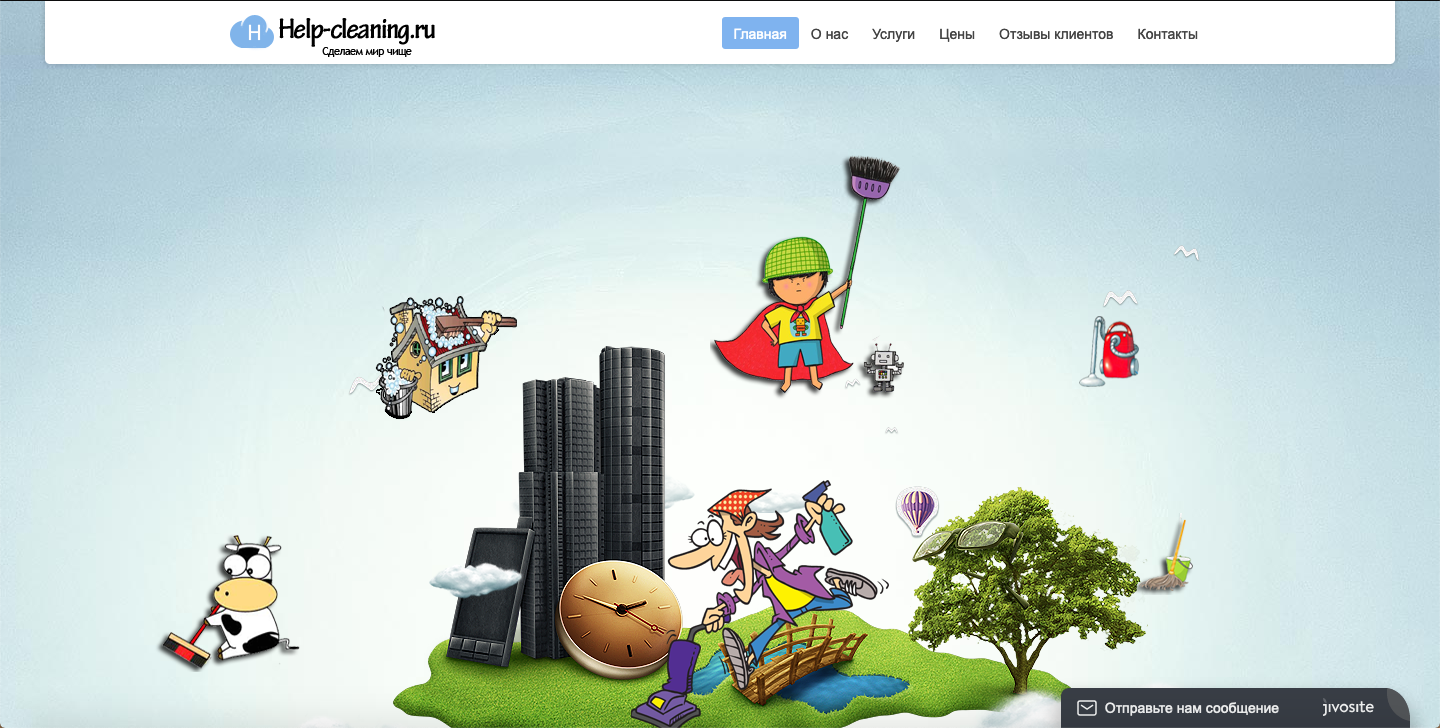 H Help-cleaning.ru
Сделаем мир чище
Главная О нас Услуги Цены Отзывы клиентов Контакты
Отправьте нам сообщение jivosite